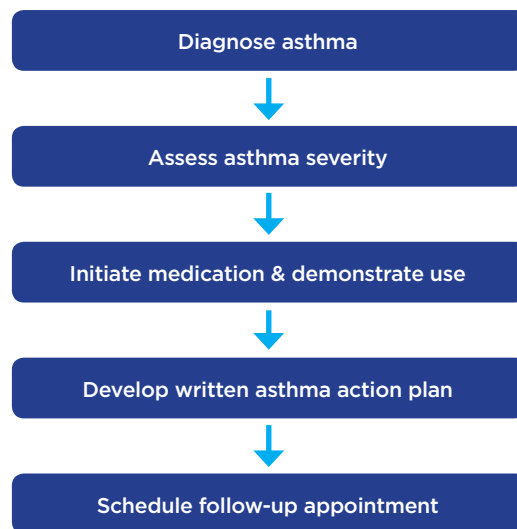 Diagnose asthma
Assess asthma severity
Initiate medication & demonstrate use
Develop written asthma action plan
Schedule follow-up appointment